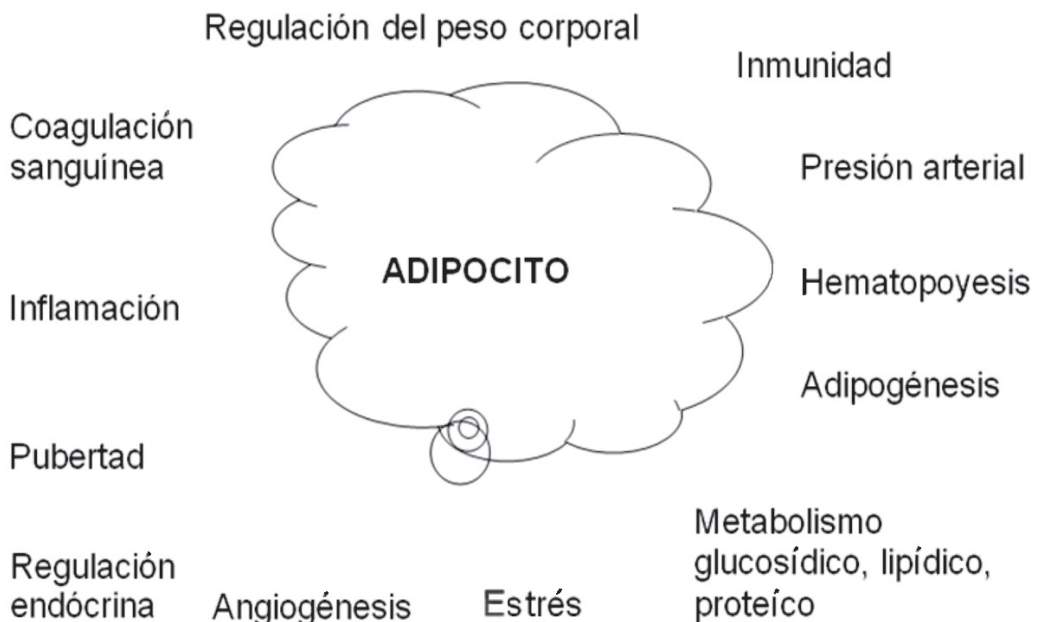 Regulación del peso corporal
Inmunidad
Coagulación
sanguínea
Presión arterial
ADIPOCITO
Hematopoyesis
Inflamación
Adipogénesis
Pubertad
Metabolismo
glucosídico, lipídico,
proteíco
Regulación
endócrina
Angiogénesis
Estrés